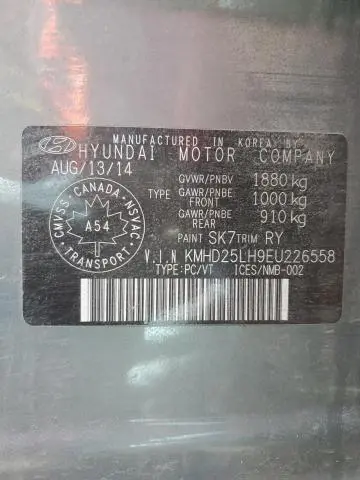 MANUFACTURED IN KOREA BY
HYUNDAI MOTOR COMPANY
AUG/13/14
GVWR/PNBV 1880 kg
TYPE GAWR/PNBE FRONT 1000 kg
GAWR/PNBE REAR 910 kg
PAINT SK7 TRIM RY
V.I.N KMHD25LH9EU226558
TYPE:PC/VT ICES/NMB-002
CANADA
CMVSS
NSVAC
A54
TRANSPORT